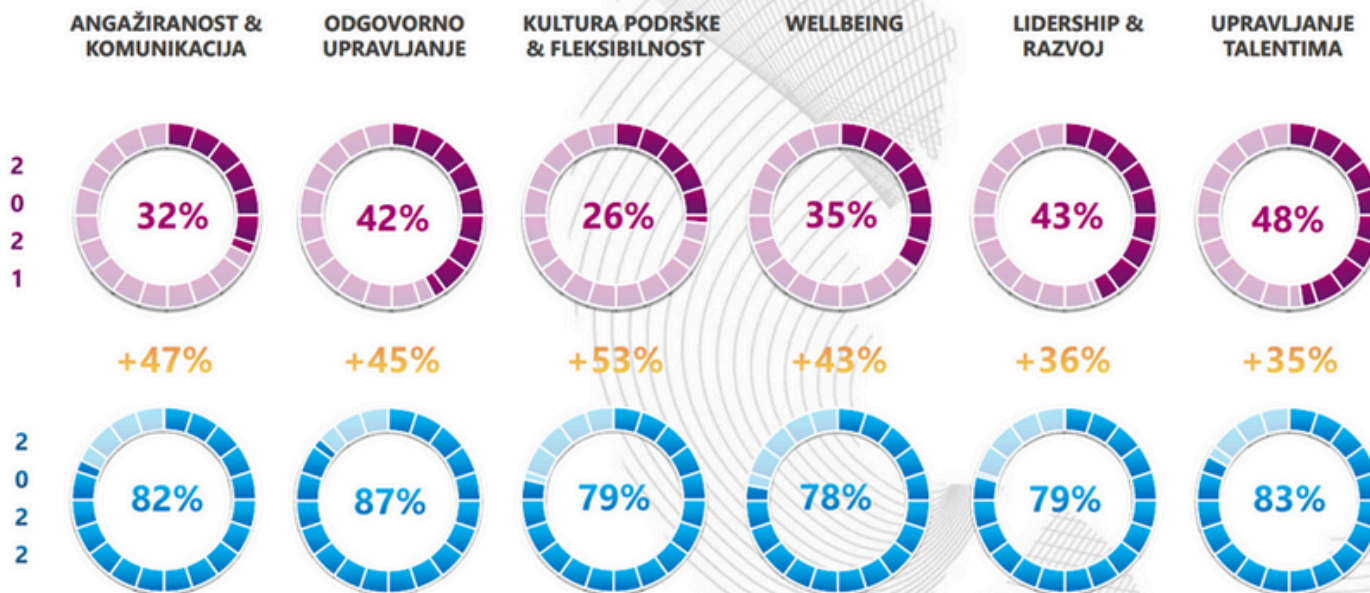 ANGAŽIRANOST &
KOMUNIKACIJA
ODGOVORNO
UPRAVLJANJE
KULTURA PODRŠKE
& FLEKSIBILNOST
WELLBEING
LIDERSHIP &
RAZVOJ
UPRAVLJANJE
TALENTIMA
2
0
2
1
32%
42%
26%
35%
43%
48%
+47%
+45%
+53%
+43%
+36%
+35%
2
0
2
2
82%
87%
79%
78%
79%
83%